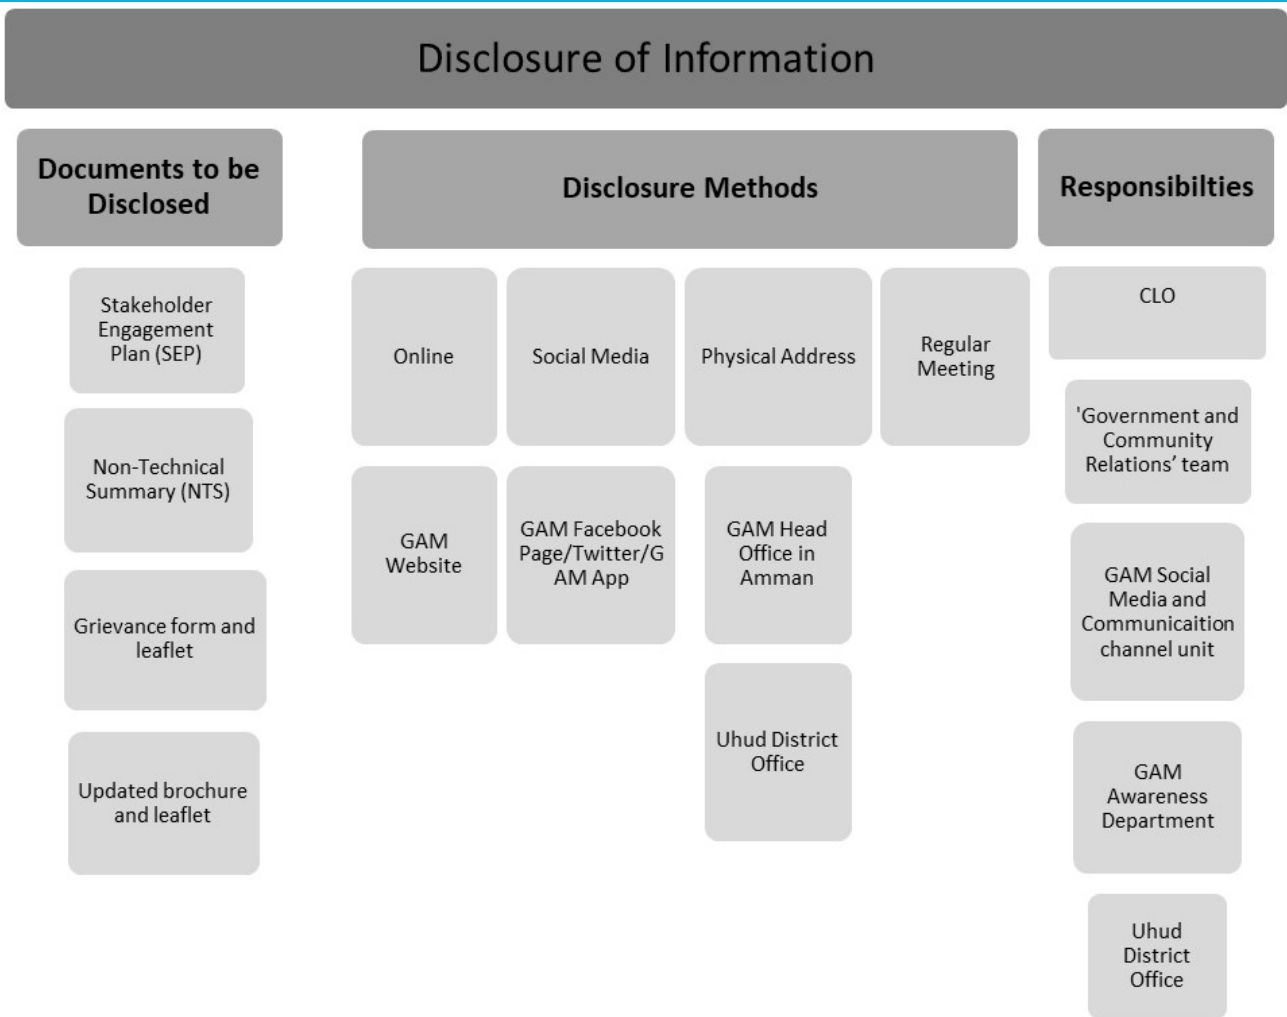 Disclosure of Information
Documents to be
Disclosed
Stakeholder
Engagement
Plan (SEP)
Non-Technical
Summary (NTS)
Grievance form and
leaflet
Updated brochure
and leaflet
Disclosure Methods
Online
Social Media
Physical Address
Regular
Meeting
GAM
Website
GAM Facebook
Page/Twitter/G
AM App
GAM Head
Office in
Amman
Uhud District
Office
Responsibilties
CLO
'Government and
Community
Relations’ team
GAM Social
Media and
Communicaition
channel unit
GAM
Awareness
Department
Uhud
District
Office